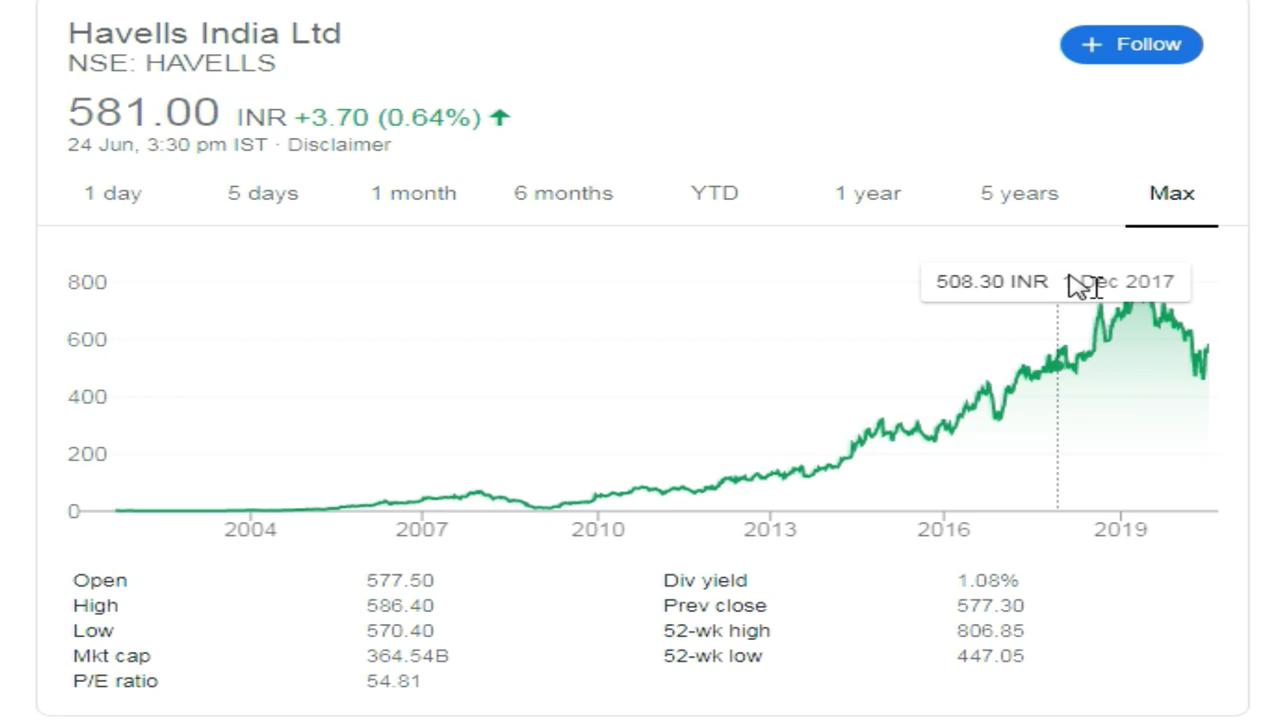 Havells India Ltd
NSE: HAVELLS
+ Follow
581.00 INR +3.70 (0.64%)
24 Jun, 3:30 pm IST · Disclaimer
1 day 5 days 1 month 6 months YTD 1 year 5 years Max
508.30 INR Dec 2017
800
600
400
200
0
2004 2007 2010 2013 2016 2019
Open 577.50 Div yield 1.08%
High 586.40 Prev close 577.30
Low 570.40 52-wk high 806.85
Mkt cap 364.54B 52-wk low 447.05
P/E ratio 54.81